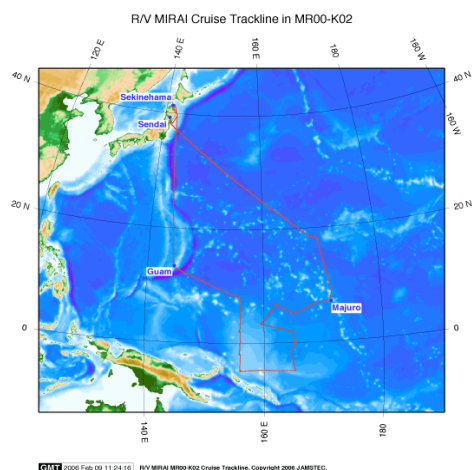 R/V MIRAI Cruise Trackline in MR00-K02
120 E
140 E
160 E
180
160 W
40 N
40 N
160 W
Sekinehama
Sendai
20 N
20 N
Guam
Majuro
0
0
140 E
160 E
180
GMT 2006 Feb 09 11:24:16 R/V MIRAI MR00-K02 Cruise Trackline. Copyright 2006 JAMSTEC.